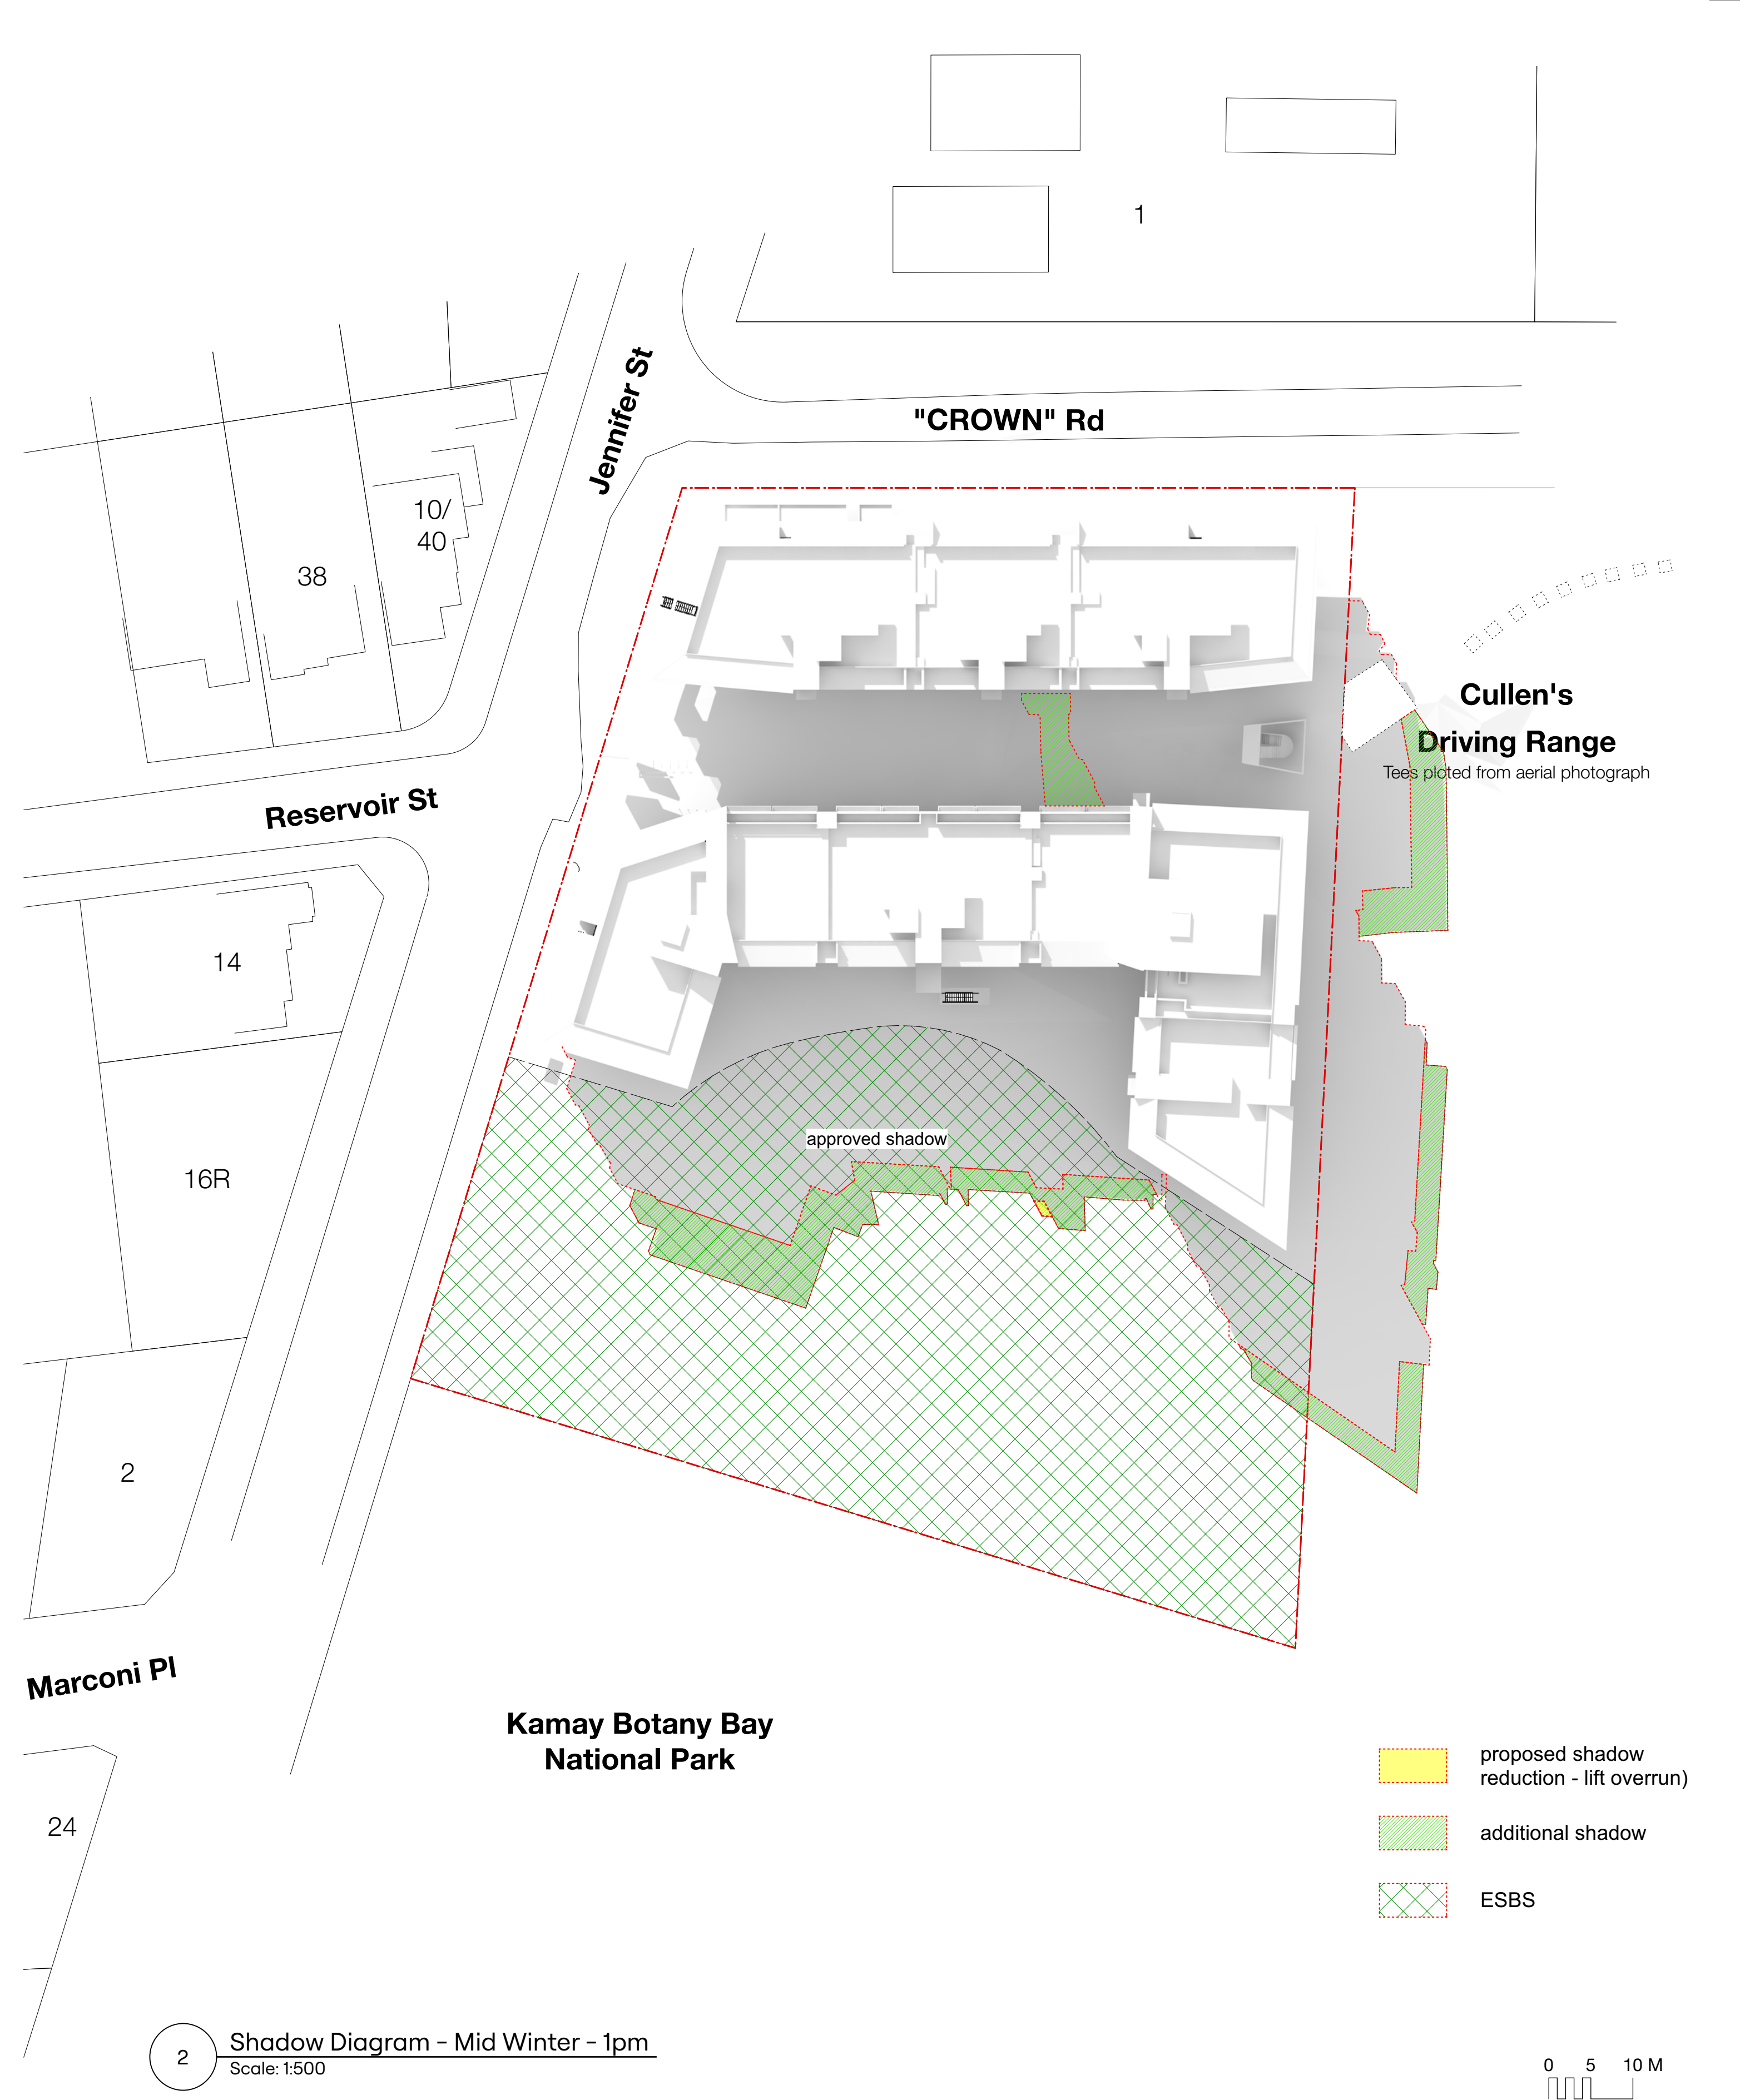 1
Jennifer St
"CROWN" Rd
10/
40
38
Cullen's
Driving Range
Tees ploted from aerial photograph
Reservoir St
14
approved shadow
16R
2
Marconi Pl
Kamay Botany Bay
National Park
24
proposed shadow
reduction - lift overrun)
additional shadow
ESBS
2
Shadow Diagram - Mid Winter - 1pm
Scale: 1:500
0 5 10 M